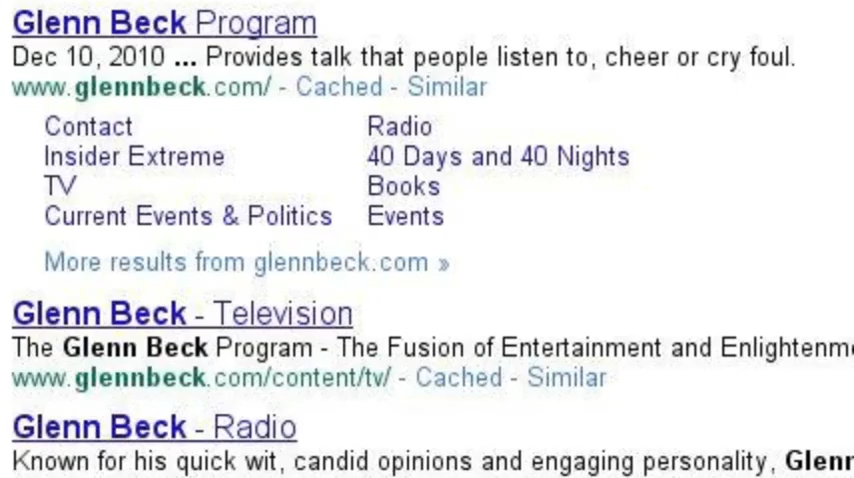 Glenn Beck Program
Dec 10, 2010 ... Provides talk that people listen to, cheer or cry foul.
www.glennbeck.com/ - Cached - Similar
Contact Radio
Insider Extreme 40 Days and 40 Nights
TV Books
Current Events & Politics Events
More results from glennbeck.com »
Glenn Beck - Television
The Glenn Beck Program - The Fusion of Entertainment and Enlightenm
www.glennbeck.com/content/tv/ - Cached - Similar
Glenn Beck - Radio
Known for his quick wit, candid opinions and engaging personality, Glenn